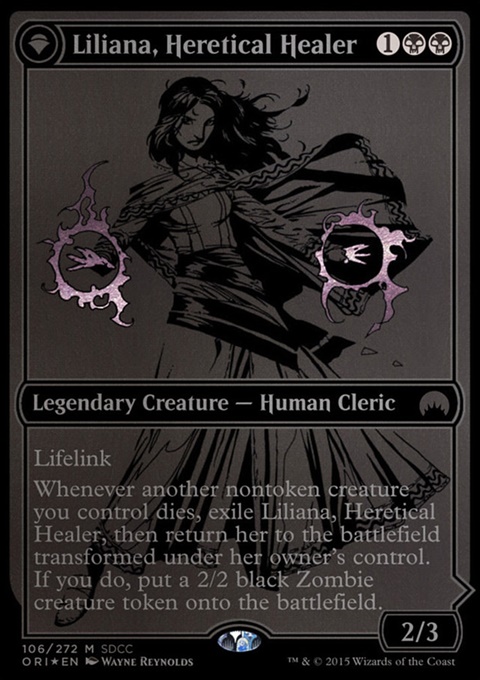 Liliana, Heretical Healer 1
Legendary Creature — Human Cleric
Lifelink
Whenever another nontoken creature
you control dies, exile Liliana, Heretical
Healer, then return her to the battlefield
transformed under her owner's control.
If you do, put a 2/2 black Zombie
creature token onto the battlefield.
2/3
106/272 M SDCC
ORI★EN Wayne Reynolds
™ & © 2015 Wizards of the Coast